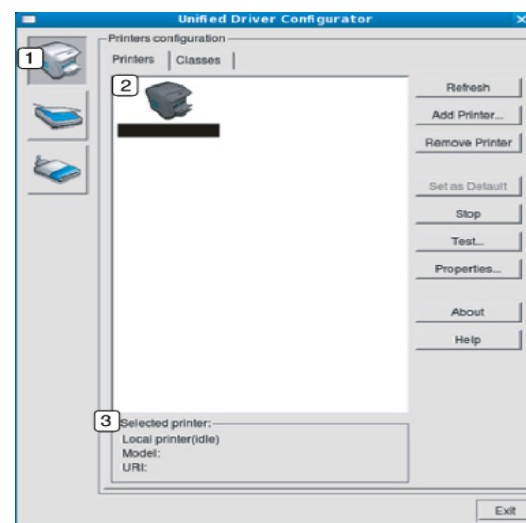 Unified Driver Configurator
Printers configuration
1
Printers Classes
2
Refresh
Add Printer...
Remove Printer
Set as Default
Stop
Test...
Properties...
About
Help
3
Selected printer:
Local printer(idle)
Model:
URI:
Exit